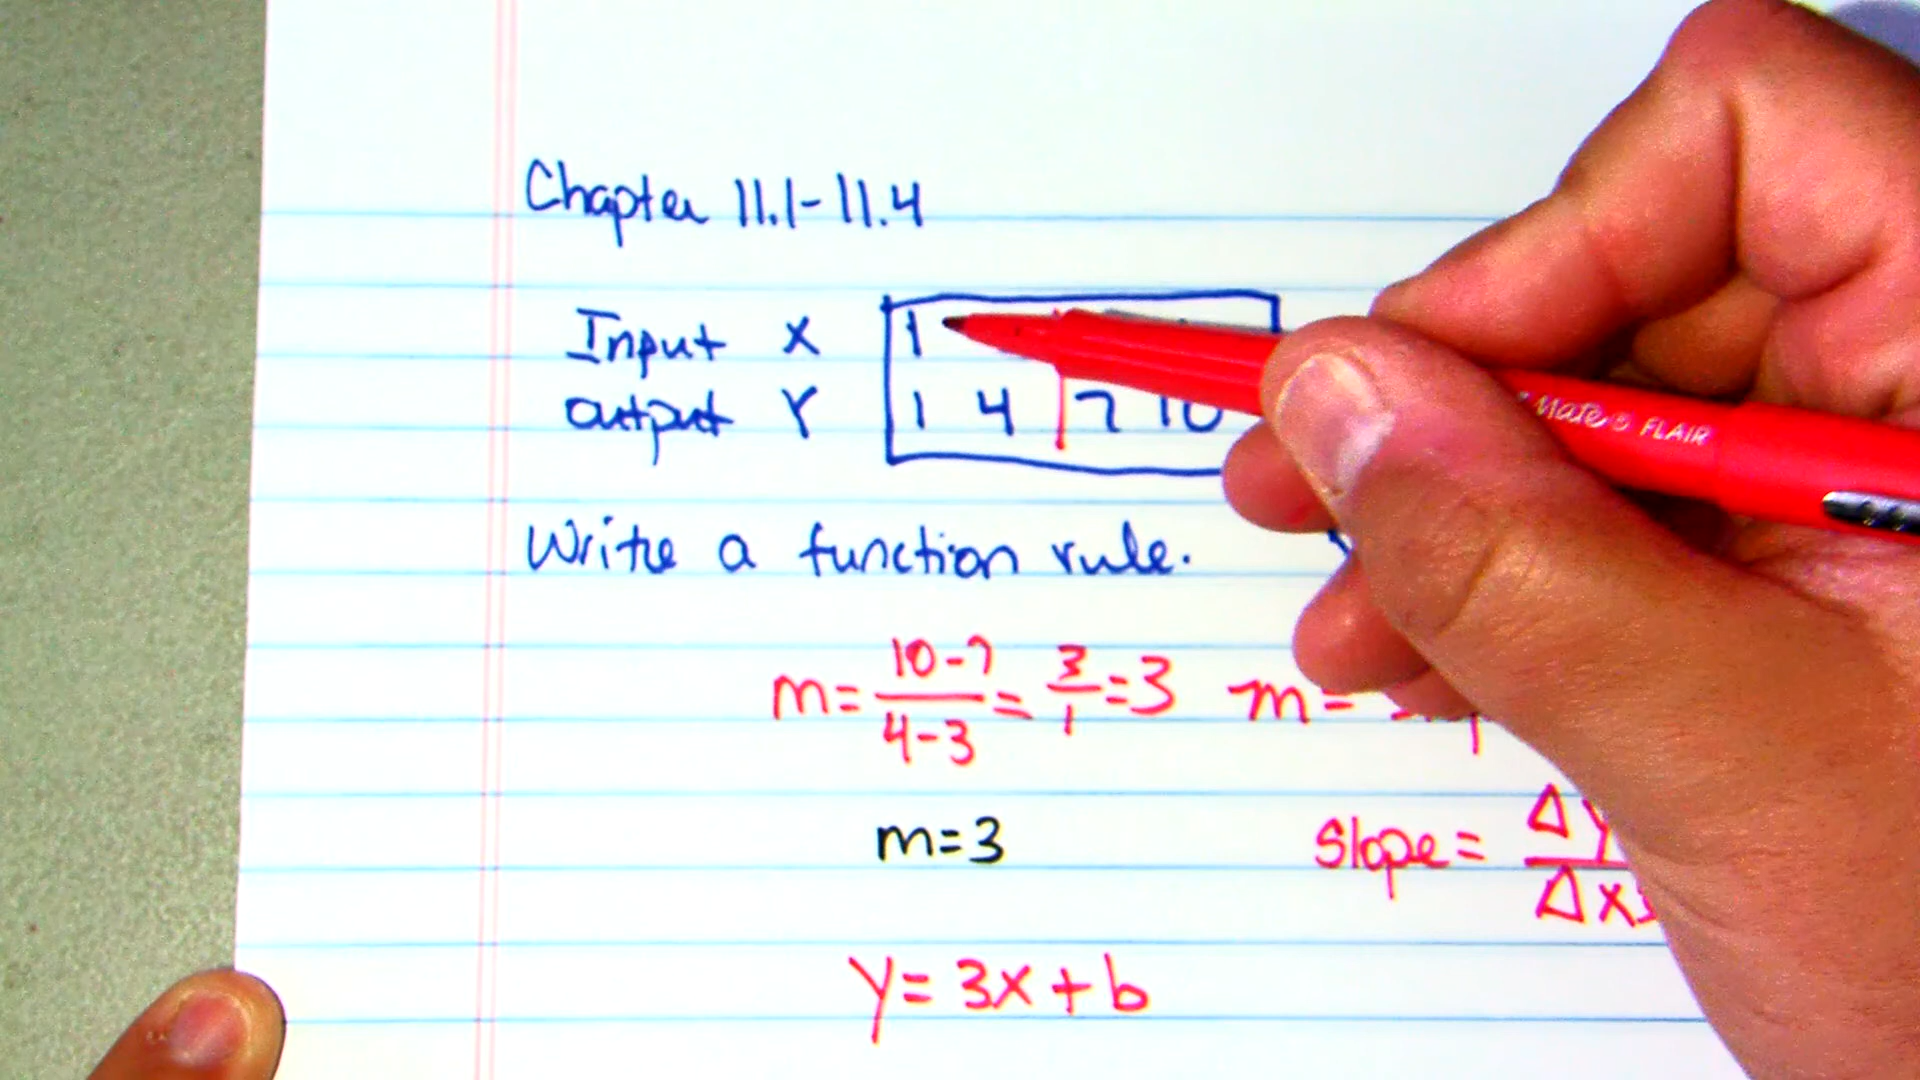 Chapter 11.1-11.4
Input X 1
output Y 1 4 7 10
Write a function rule.
m = 10-7 / 4-3 = 3/1 = 3 m =
m=3
Slope = Δy / Δx
y = 3x + b
Mate FLAIR